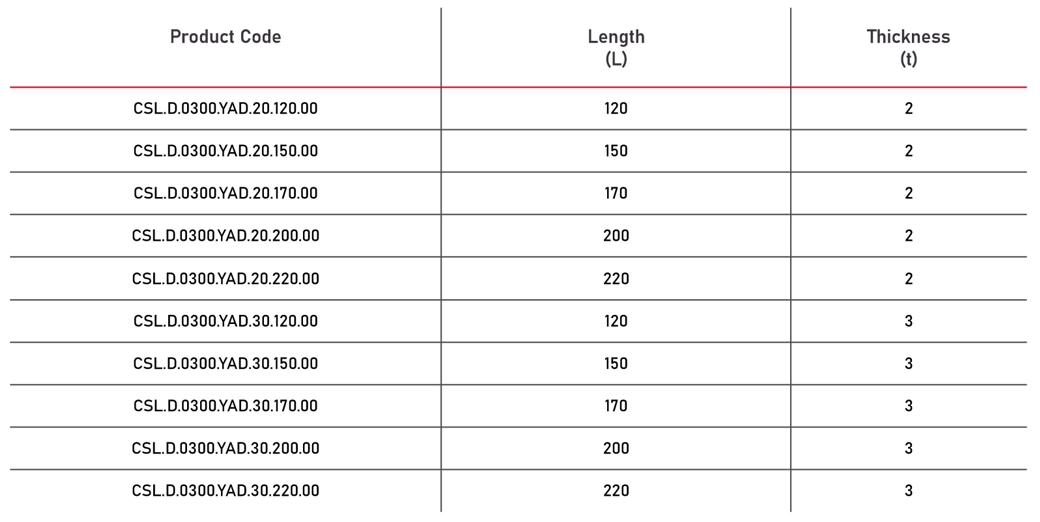 Product Code Length Thickness
(L) (t)
CSL.D.0300.YAD.20.120.00 120 2
CSL.D.0300.YAD.20.150.00 150 2
CSL.D.0300.YAD.20.170.00 170 2
CSL.D.0300.YAD.20.200.00 200 2
CSL.D.0300.YAD.20.220.00 220 2
CSL.D.0300.YAD.30.120.00 120 3
CSL.D.0300.YAD.30.150.00 150 3
CSL.D.0300.YAD.30.170.00 170 3
CSL.D.0300.YAD.30.200.00 200 3
CSL.D.0300.YAD.30.220.00 220 3